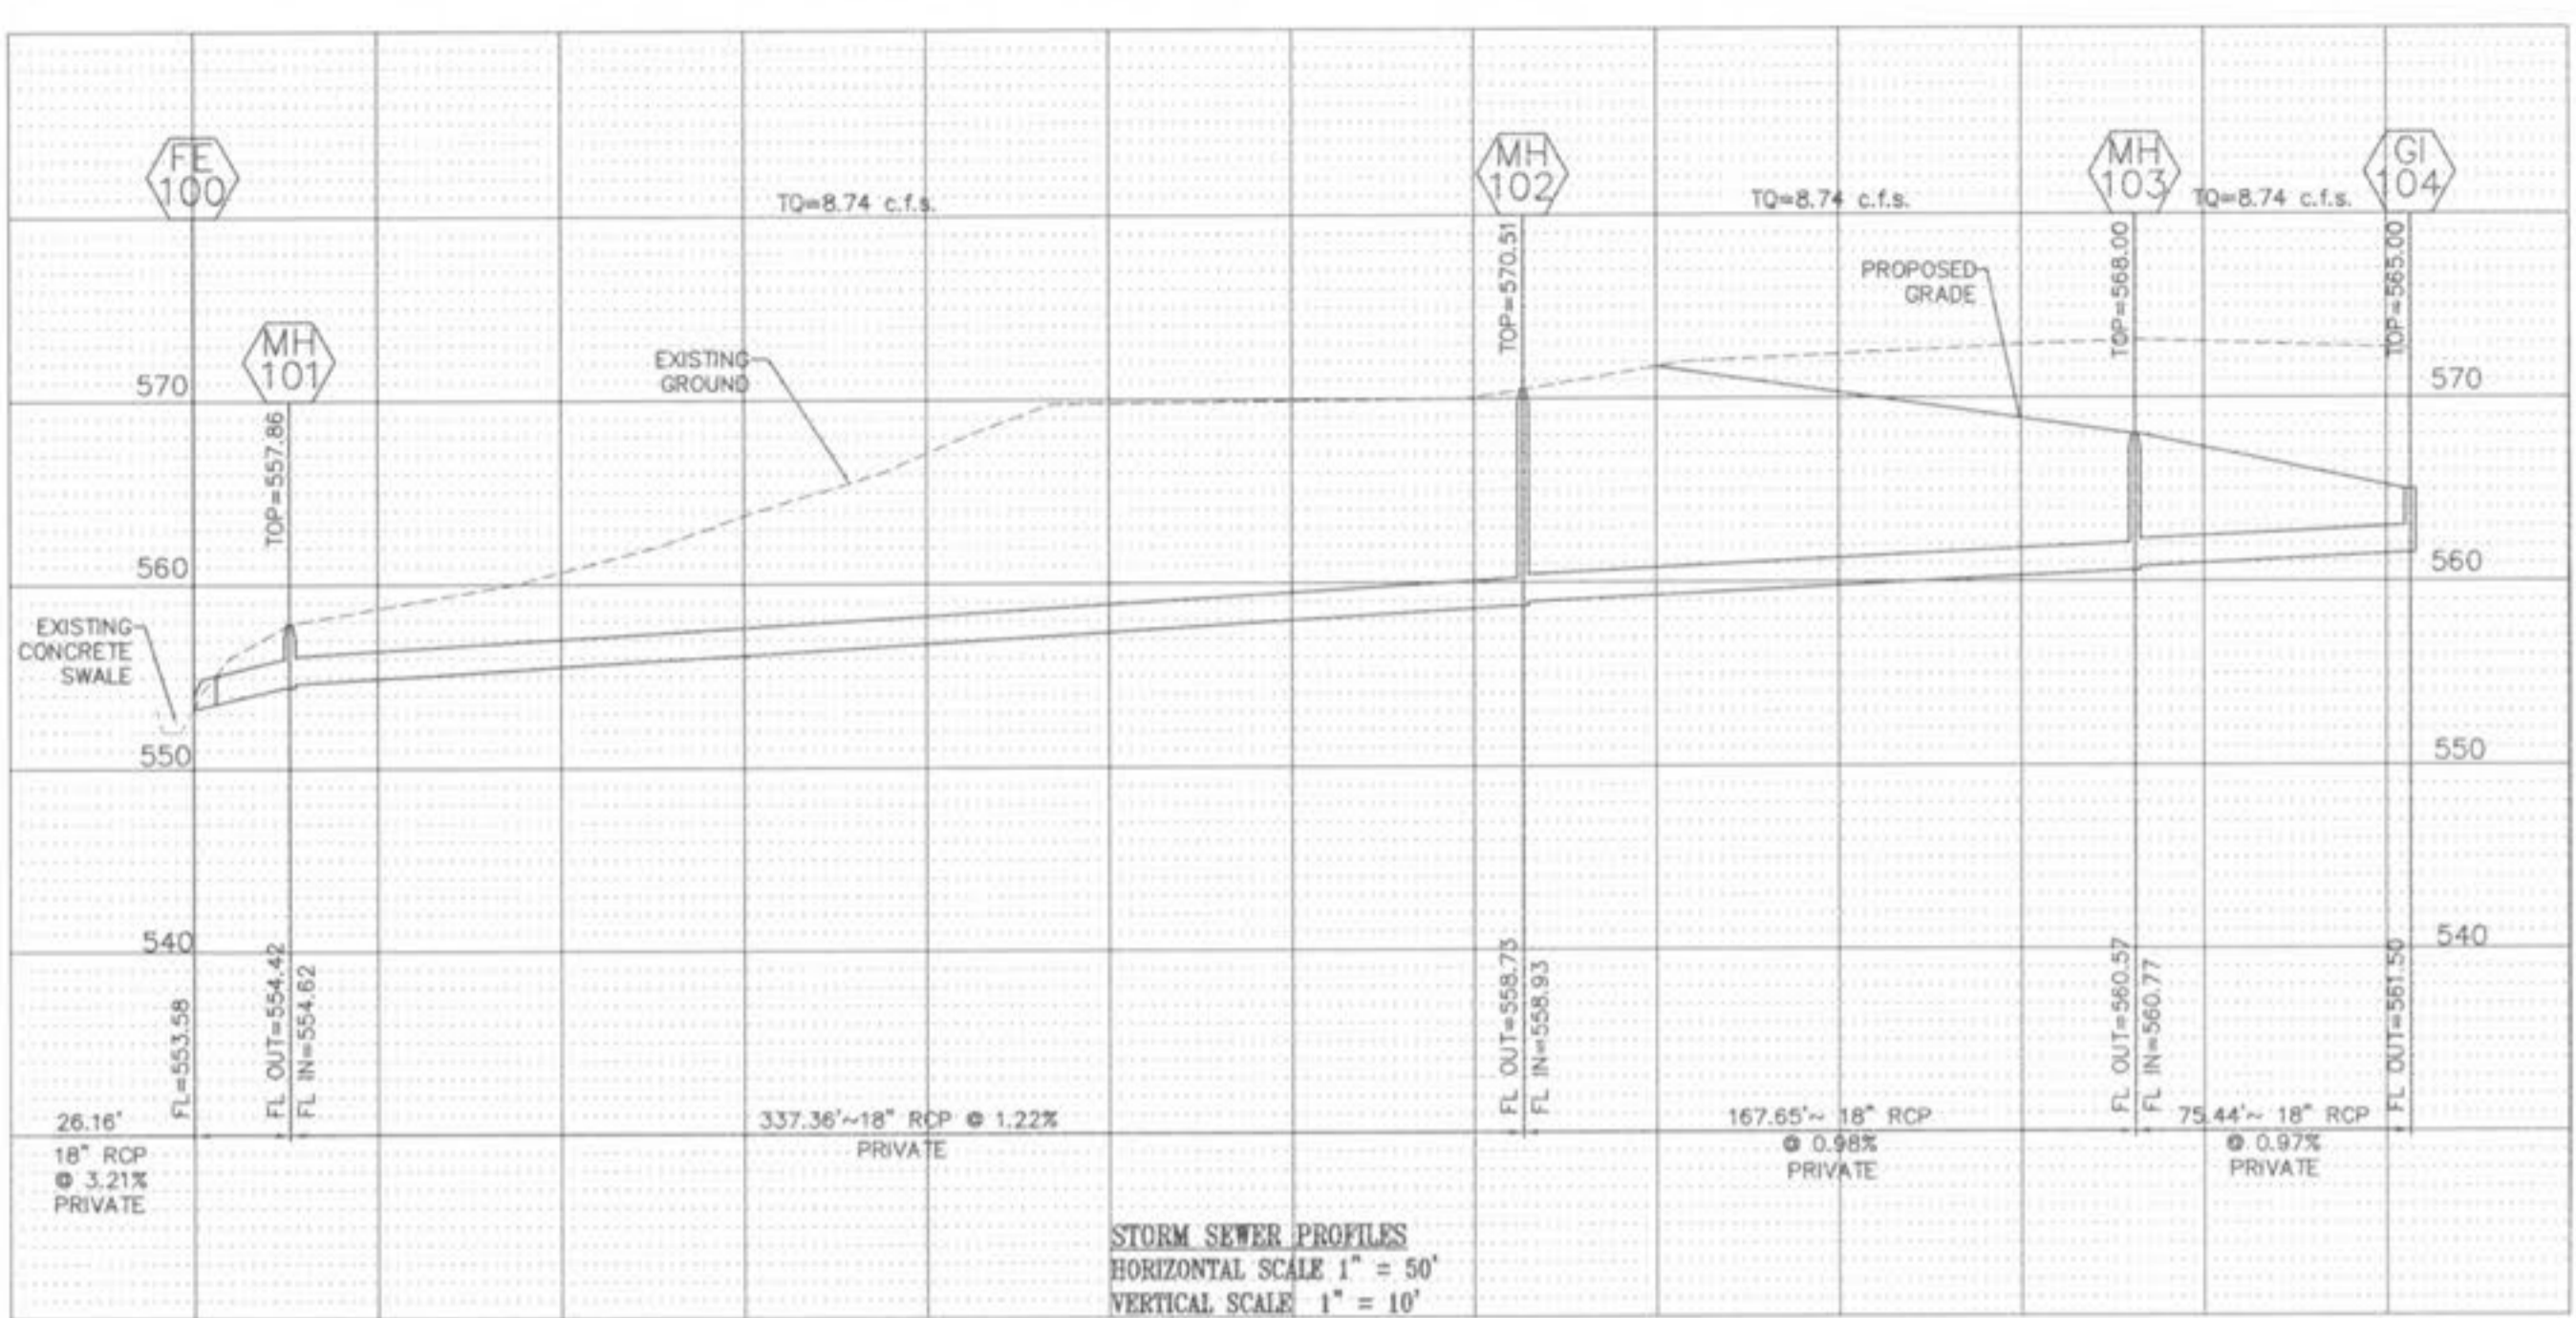 FE
100
TQ=8.74 c.f.s.
MH
102
TQ=8.74 c.f.s.
MH
103
TQ=8.74 c.f.s.
GI
104
TOP=570.51
TOP=568.00
TOP=565.00
PROPOSED
GRADE
MH
101
EXISTING
GROUND
570
570
TOP=557.86
560
560
EXISTING
CONCRETE
SWALE
550
550
540
540
FL=553.58
FL OUT=554.42
FL IN=554.62
FL OUT=558.73
FL IN=558.93
FL OUT=560.57
FL IN=560.77
FL OUT=561.50
26.16'
18" RCP
@ 3.21%
PRIVATE
337.36'~18" RCP @ 1.22%
PRIVATE
167.65'~ 18" RCP
@ 0.98%
PRIVATE
75.44'~ 18" RCP
@ 0.97%
PRIVATE
STORM SEWER PROFILES
HORIZONTAL SCALE 1" = 50'
VERTICAL SCALE 1" = 10'